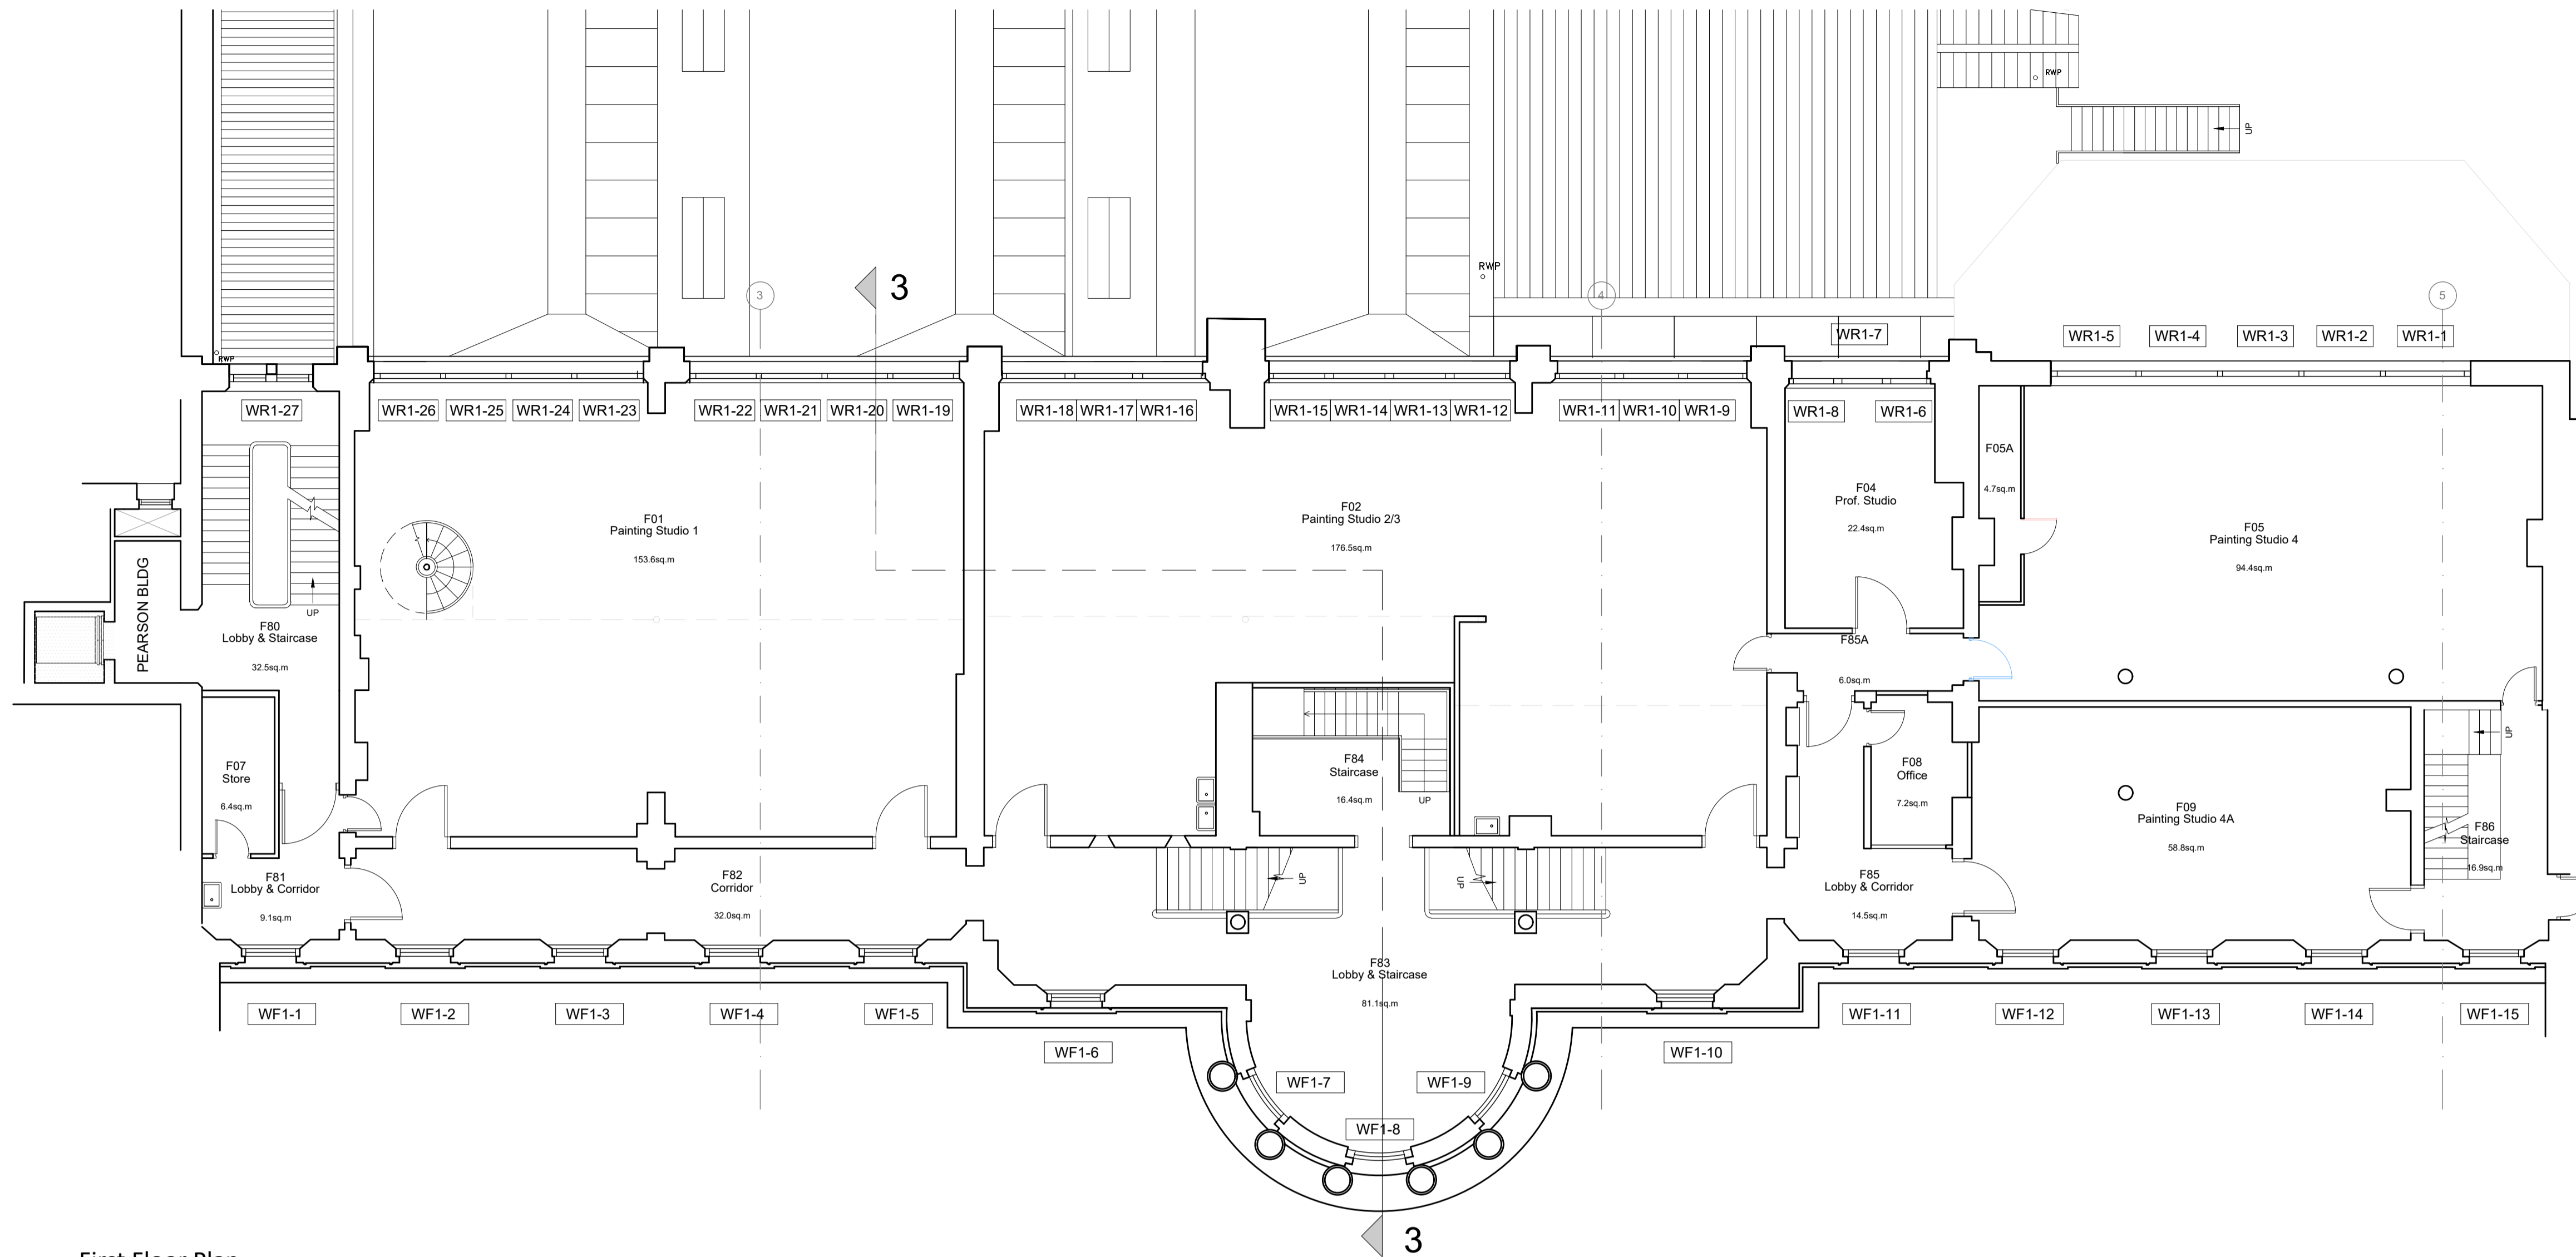 RWP
UP
RWP
3
3
4
5
WR1-7
WR1-5
WR1-4
WR1-3
WR1-2
WR1-1
RWP
WR1-27
WR1-26
WR1-25
WR1-24
WR1-23
WR1-22
WR1-21
WR1-20
WR1-19
WR1-18
WR1-17
WR1-16
WR1-15
WR1-14
WR1-13
WR1-12
WR1-11
WR1-10
WR1-9
WR1-8
WR1-6
F05A
4.7sq.m
F04
Prof. Studio
22.4sq.m
F01
Painting Studio 1
153.6sq.m
F02
Painting Studio 2/3
176.5sq.m
F05
Painting Studio 4
94.4sq.m
PEARSON BLDG
UP
F80
Lobby & Staircase
32.5sq.m
F85A
6.0sq.m
F07
Store
6.4sq.m
F84
Staircase
16.4sq.m
UP
F08
Office
7.2sq.m
F09
Painting Studio 4A
58.8sq.m
UP
F86
Staircase
16.9sq.m
F81
Lobby & Corridor
9.1sq.m
F82
Corridor
32.0sq.m
UP
UP
F85
Lobby & Corridor
14.5sq.m
F83
Lobby & Staircase
81.1sq.m
WF1-1
WF1-2
WF1-3
WF1-4
WF1-5
WF1-6
WF1-7
WF1-8
WF1-9
WF1-10
WF1-11
WF1-12
WF1-13
WF1-14
WF1-15
3
First Floor Plan